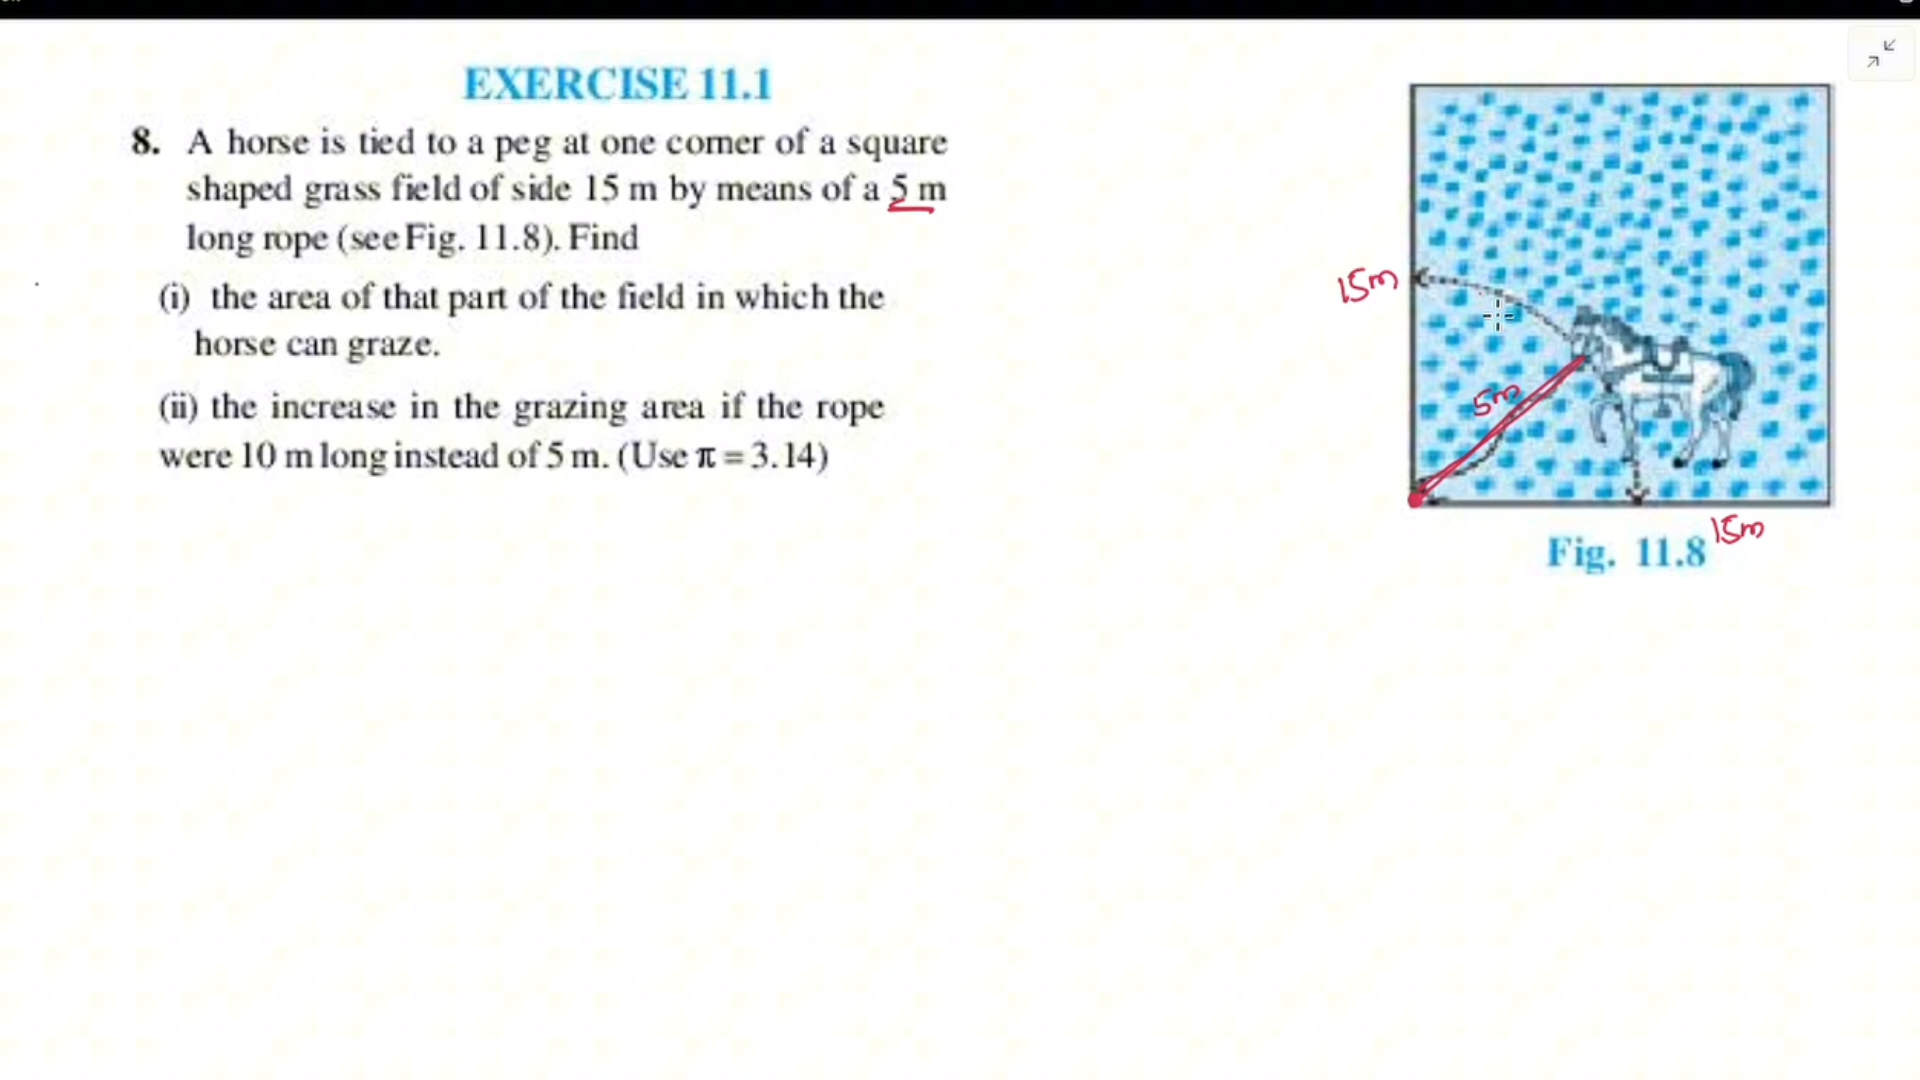 EXERCISE 11.1
8. A horse is tied to a peg at one corner of a square
shaped grass field of side 15 m by means of a 5 m
long rope (see Fig. 11.8). Find
(i) the area of that part of the field in which the
horse can graze.
(ii) the increase in the grazing area if the rope
were 10 m long instead of 5 m. (Use π = 3.14)
15m
5m
15m
Fig. 11.8